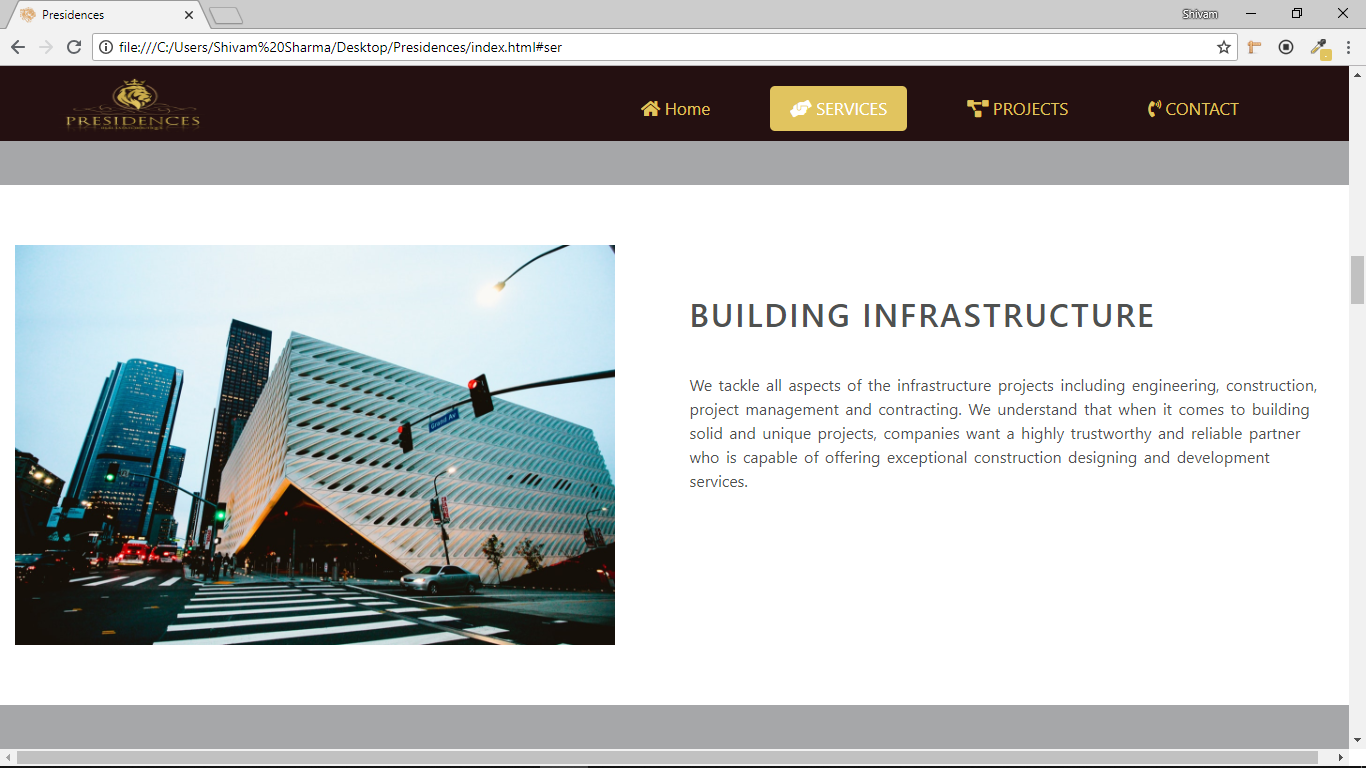 Presidences
Shivam
file:///C:/Users/Shivam%20Sharma/Desktop/Presidences/index.html#ser
PRESIDENCES
Home
SERVICES
PROJECTS
CONTACT
Grand Av
BUILDING INFRASTRUCTURE
We tackle all aspects of the infrastructure projects including engineering, construction,
project management and contracting. We understand that when it comes to building
solid and unique projects, companies want a highly trustworthy and reliable partner
who is capable of offering exceptional construction designing and development
services.